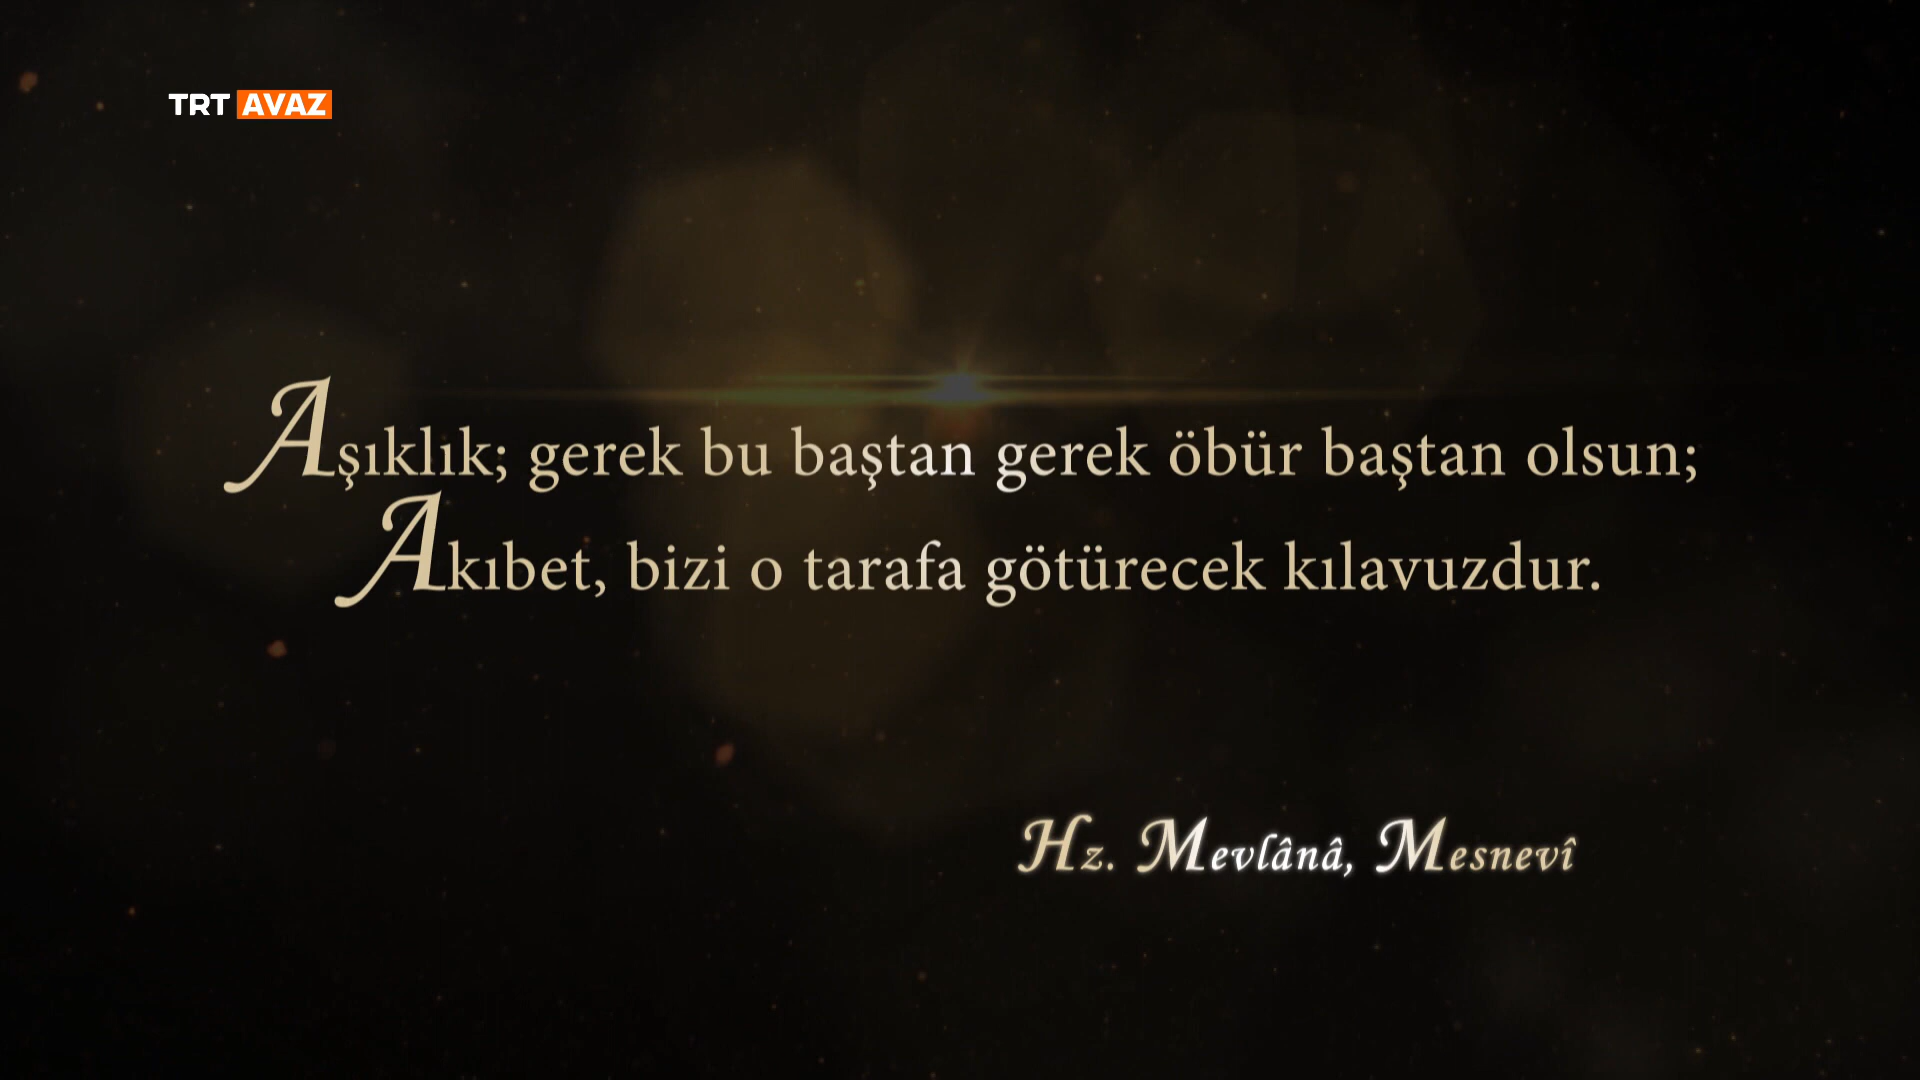 TRT AVAZ
Aşıklık; gerek bu baştan gerek öbür baştan olsun;
Akıbet, bizi o tarafa götürecek kılavuzdur.
Hz. Mevlânâ, Mesnevî